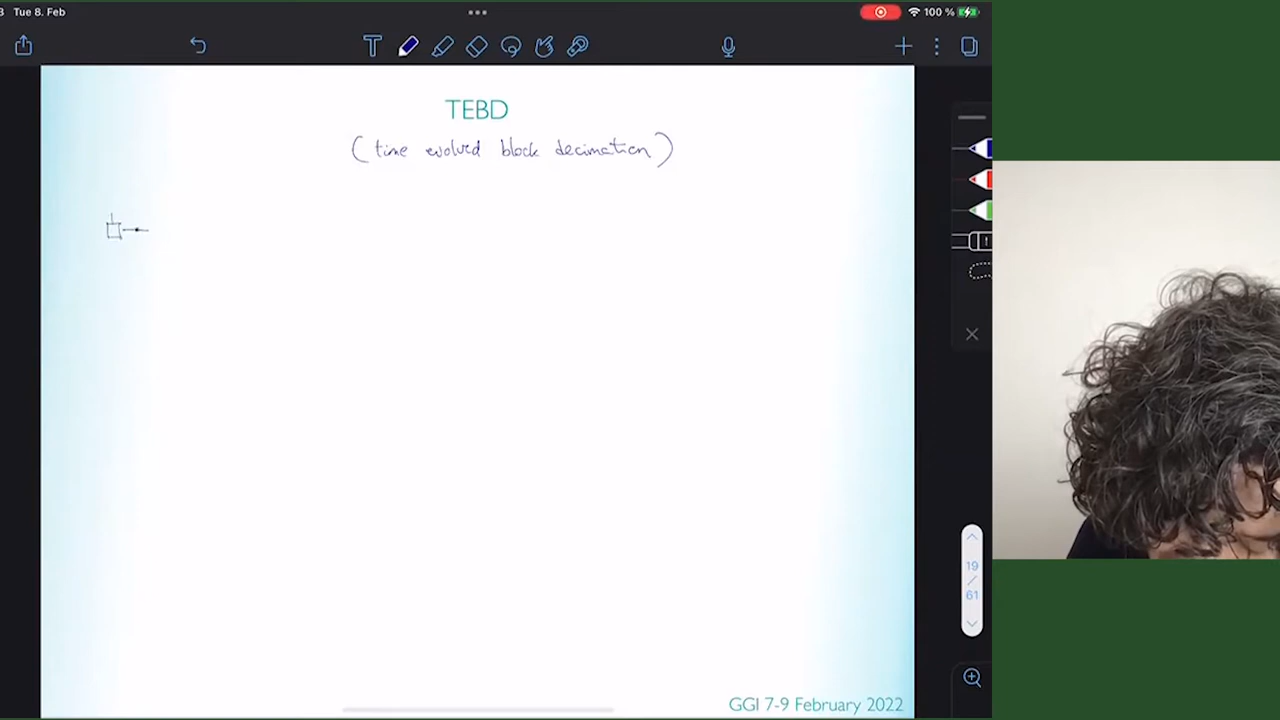 Tue 8. Feb
100 %
TEBD
(time evolved block decimation)
19
/
61
GGI 7-9 February 2022